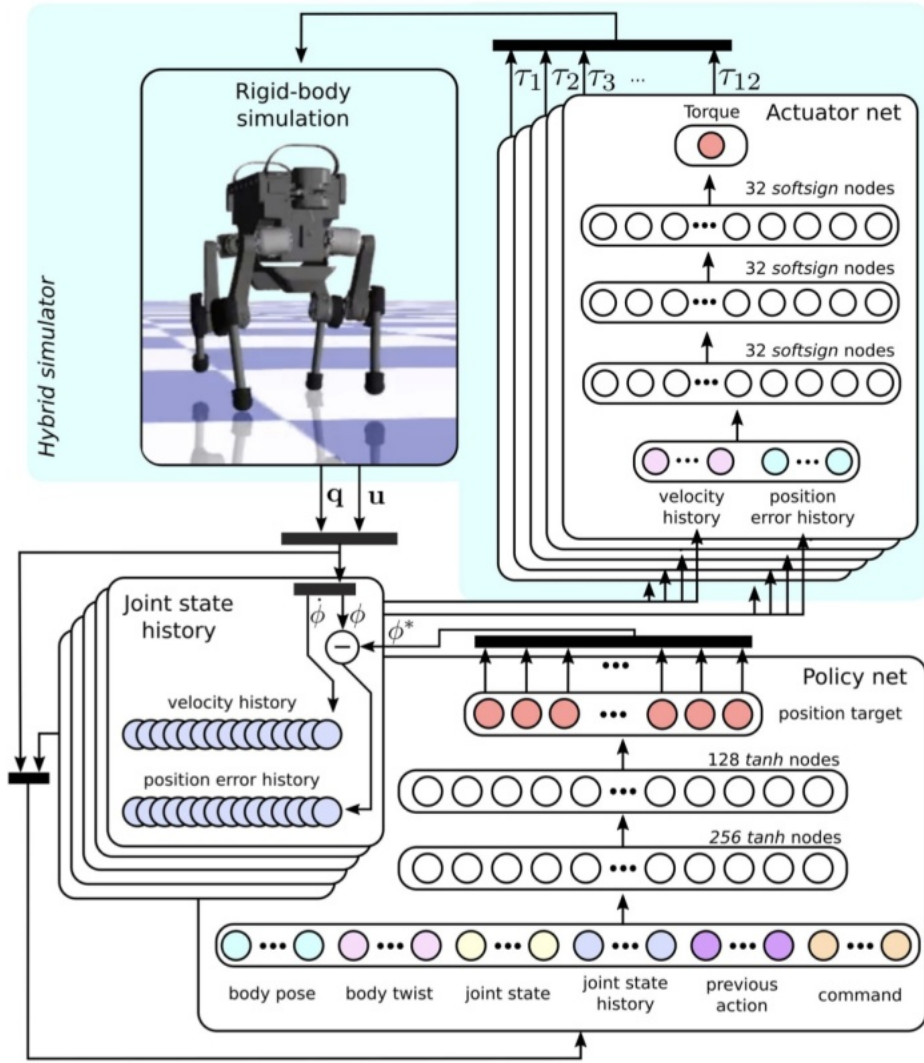 Rigid-body
simulation
Hybrid simulator
τ₁ τ₂ τ₃ ... τ₁₂
Actuator net
Torque
32 softsign nodes
32 softsign nodes
32 softsign nodes
velocity
history
position
error history
q u
Joint state
history
ϕ̇ ϕ
ϕ*
−
velocity history
position error history
Policy net
position target
128 tanh nodes
256 tanh nodes
body pose
body twist
joint state
joint state
history
previous
action
command